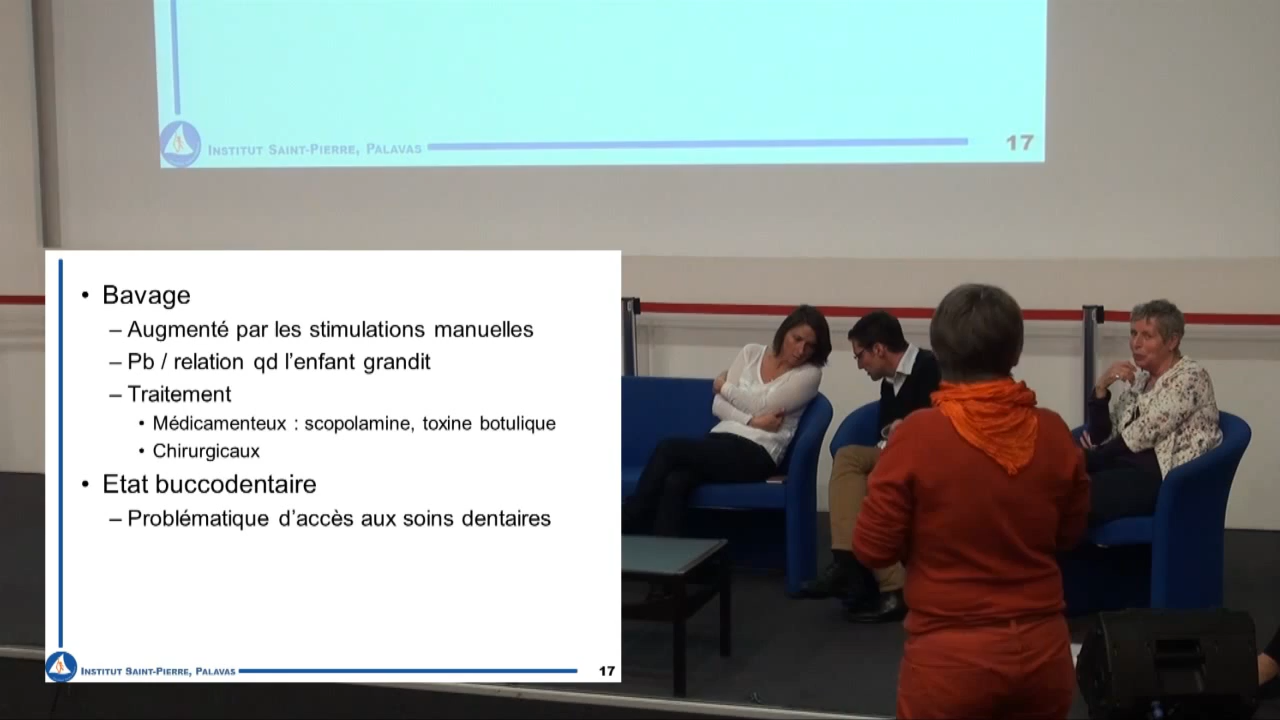 INSTITUT SAINT-PIERRE, PALAVAS 17
• Bavage
– Augmenté par les stimulations manuelles
– Pb / relation qd l’enfant grandit
– Traitement
• Médicamenteux : scopolamine, toxine botulique
• Chirurgicaux
• Etat buccodentaire
– Problématique d’accès aux soins dentaires
INSTITUT SAINT-PIERRE, PALAVAS 17